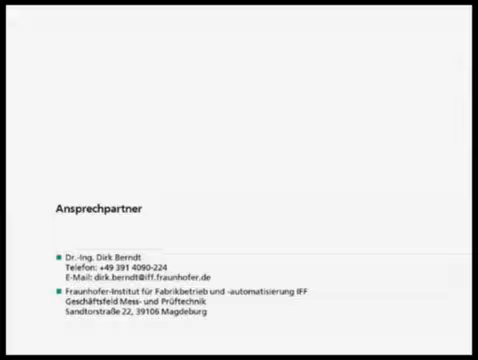 Ansprechpartner
Dr.-Ing. Dirk Berndt
Telefon: +49 391 4090-224
E-Mail: dirk.berndt@iff.fraunhofer.de
Fraunhofer-Institut für Fabrikbetrieb und -automatisierung IFF
Geschäftsfeld Mess- und Prüftechnik
Sandtorstraße 22, 39106 Magdeburg